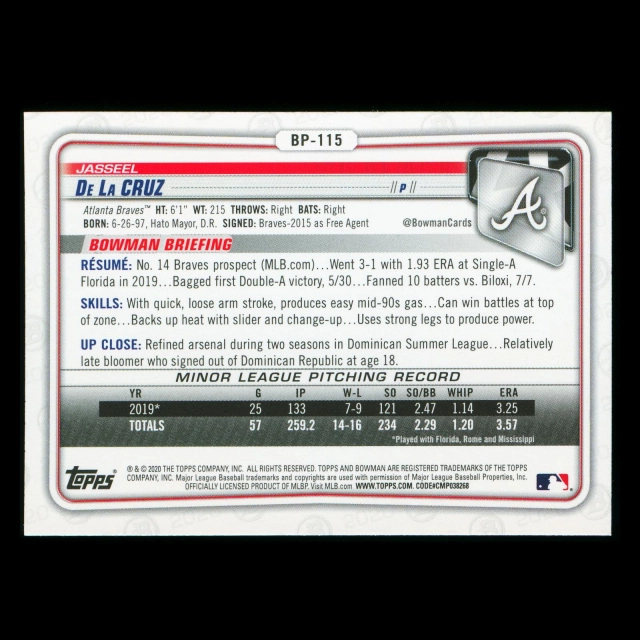 BP-115
JASSEEL
DE LA CRUZ // P //
Atlanta Braves™ HT: 6'1" WT: 215 THROWS: Right BATS: Right
BORN: 6-26-97, Hato Mayor, D.R. SIGNED: Braves-2015 as Free Agent
@BowmanCards
A
BOWMAN BRIEFING
RÉSUMÉ: No. 14 Braves prospect (MLB.com)...Went 3-1 with 1.93 ERA at Single-A
Florida in 2019...Bagged first Double-A victory, 5/30...Fanned 10 batters vs. Biloxi, 7/7.
SKILLS: With quick, loose arm stroke, produces easy mid-90s gas...Can win battles at top
of zone...Backs up heat with slider and change-up...Uses strong legs to produce power.
UP CLOSE: Refined arsenal during two seasons in Dominican Summer League...Relatively
late bloomer who signed out of Dominican Republic at age 18.
MINOR LEAGUE PITCHING RECORD
YR G IP W-L SO SO/BB WHIP ERA
2019* 25 133 7-9 121 2.47 1.14 3.25
TOTALS 57 259.2 14-16 234 2.29 1.20 3.57
*Played with Florida, Rome and Mississippi
TOPPS
® & © 2020 THE TOPPS COMPANY, INC. ALL RIGHTS RESERVED. TOPPS AND BOWMAN ARE REGISTERED TRADEMARKS OF THE TOPPS
COMPANY, INC. Major League Baseball trademarks and copyrights are used with permission of Major League Baseball Properties, Inc.
OFFICIALLY LICENSED PRODUCT OF MLBP. Visit MLB.com WWW.TOPPS.COM. CODE#CMP038268